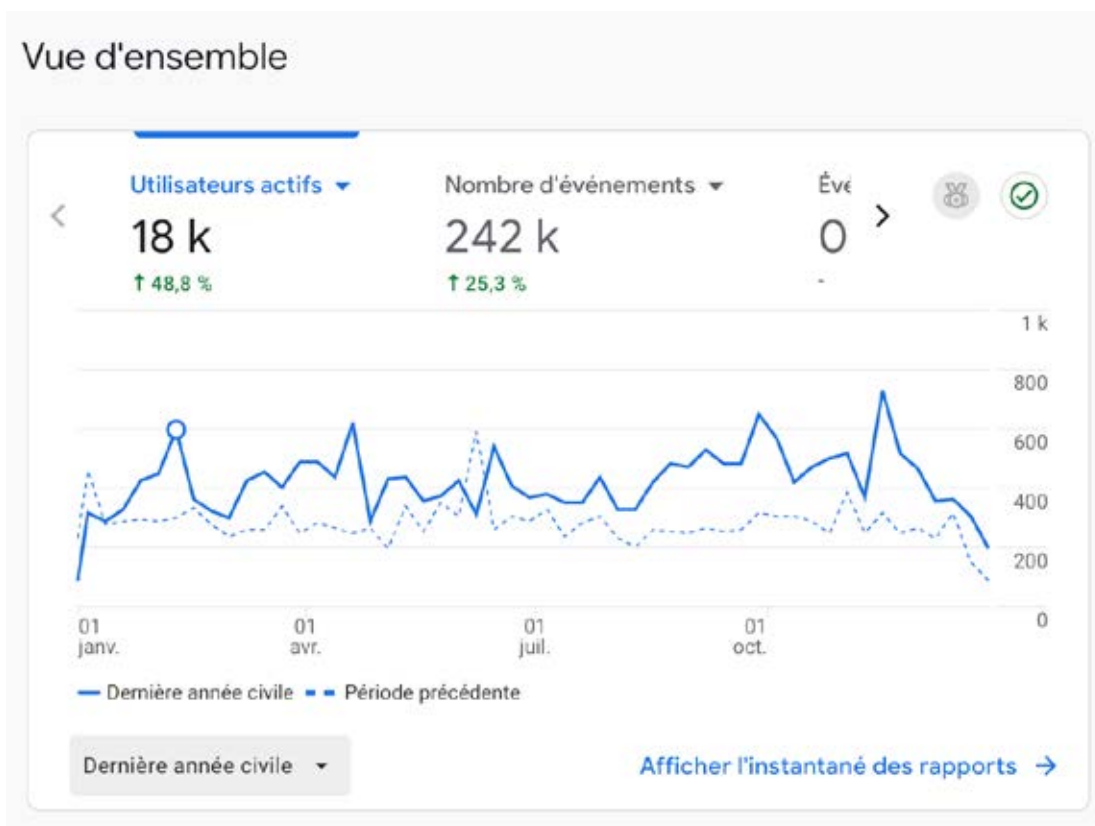 Vue d'ensemble
Utilisateurs actifs
Nombre d'événements
Évé
18 k
242 k
0
↑ 48,8 %
↑ 25,3 %
-
1 k
800
600
400
200
0
01 janv.
01 avr.
01 juil.
01 oct.
Dernière année civile
Période précédente
Dernière année civile
Afficher l'instantané des rapports →